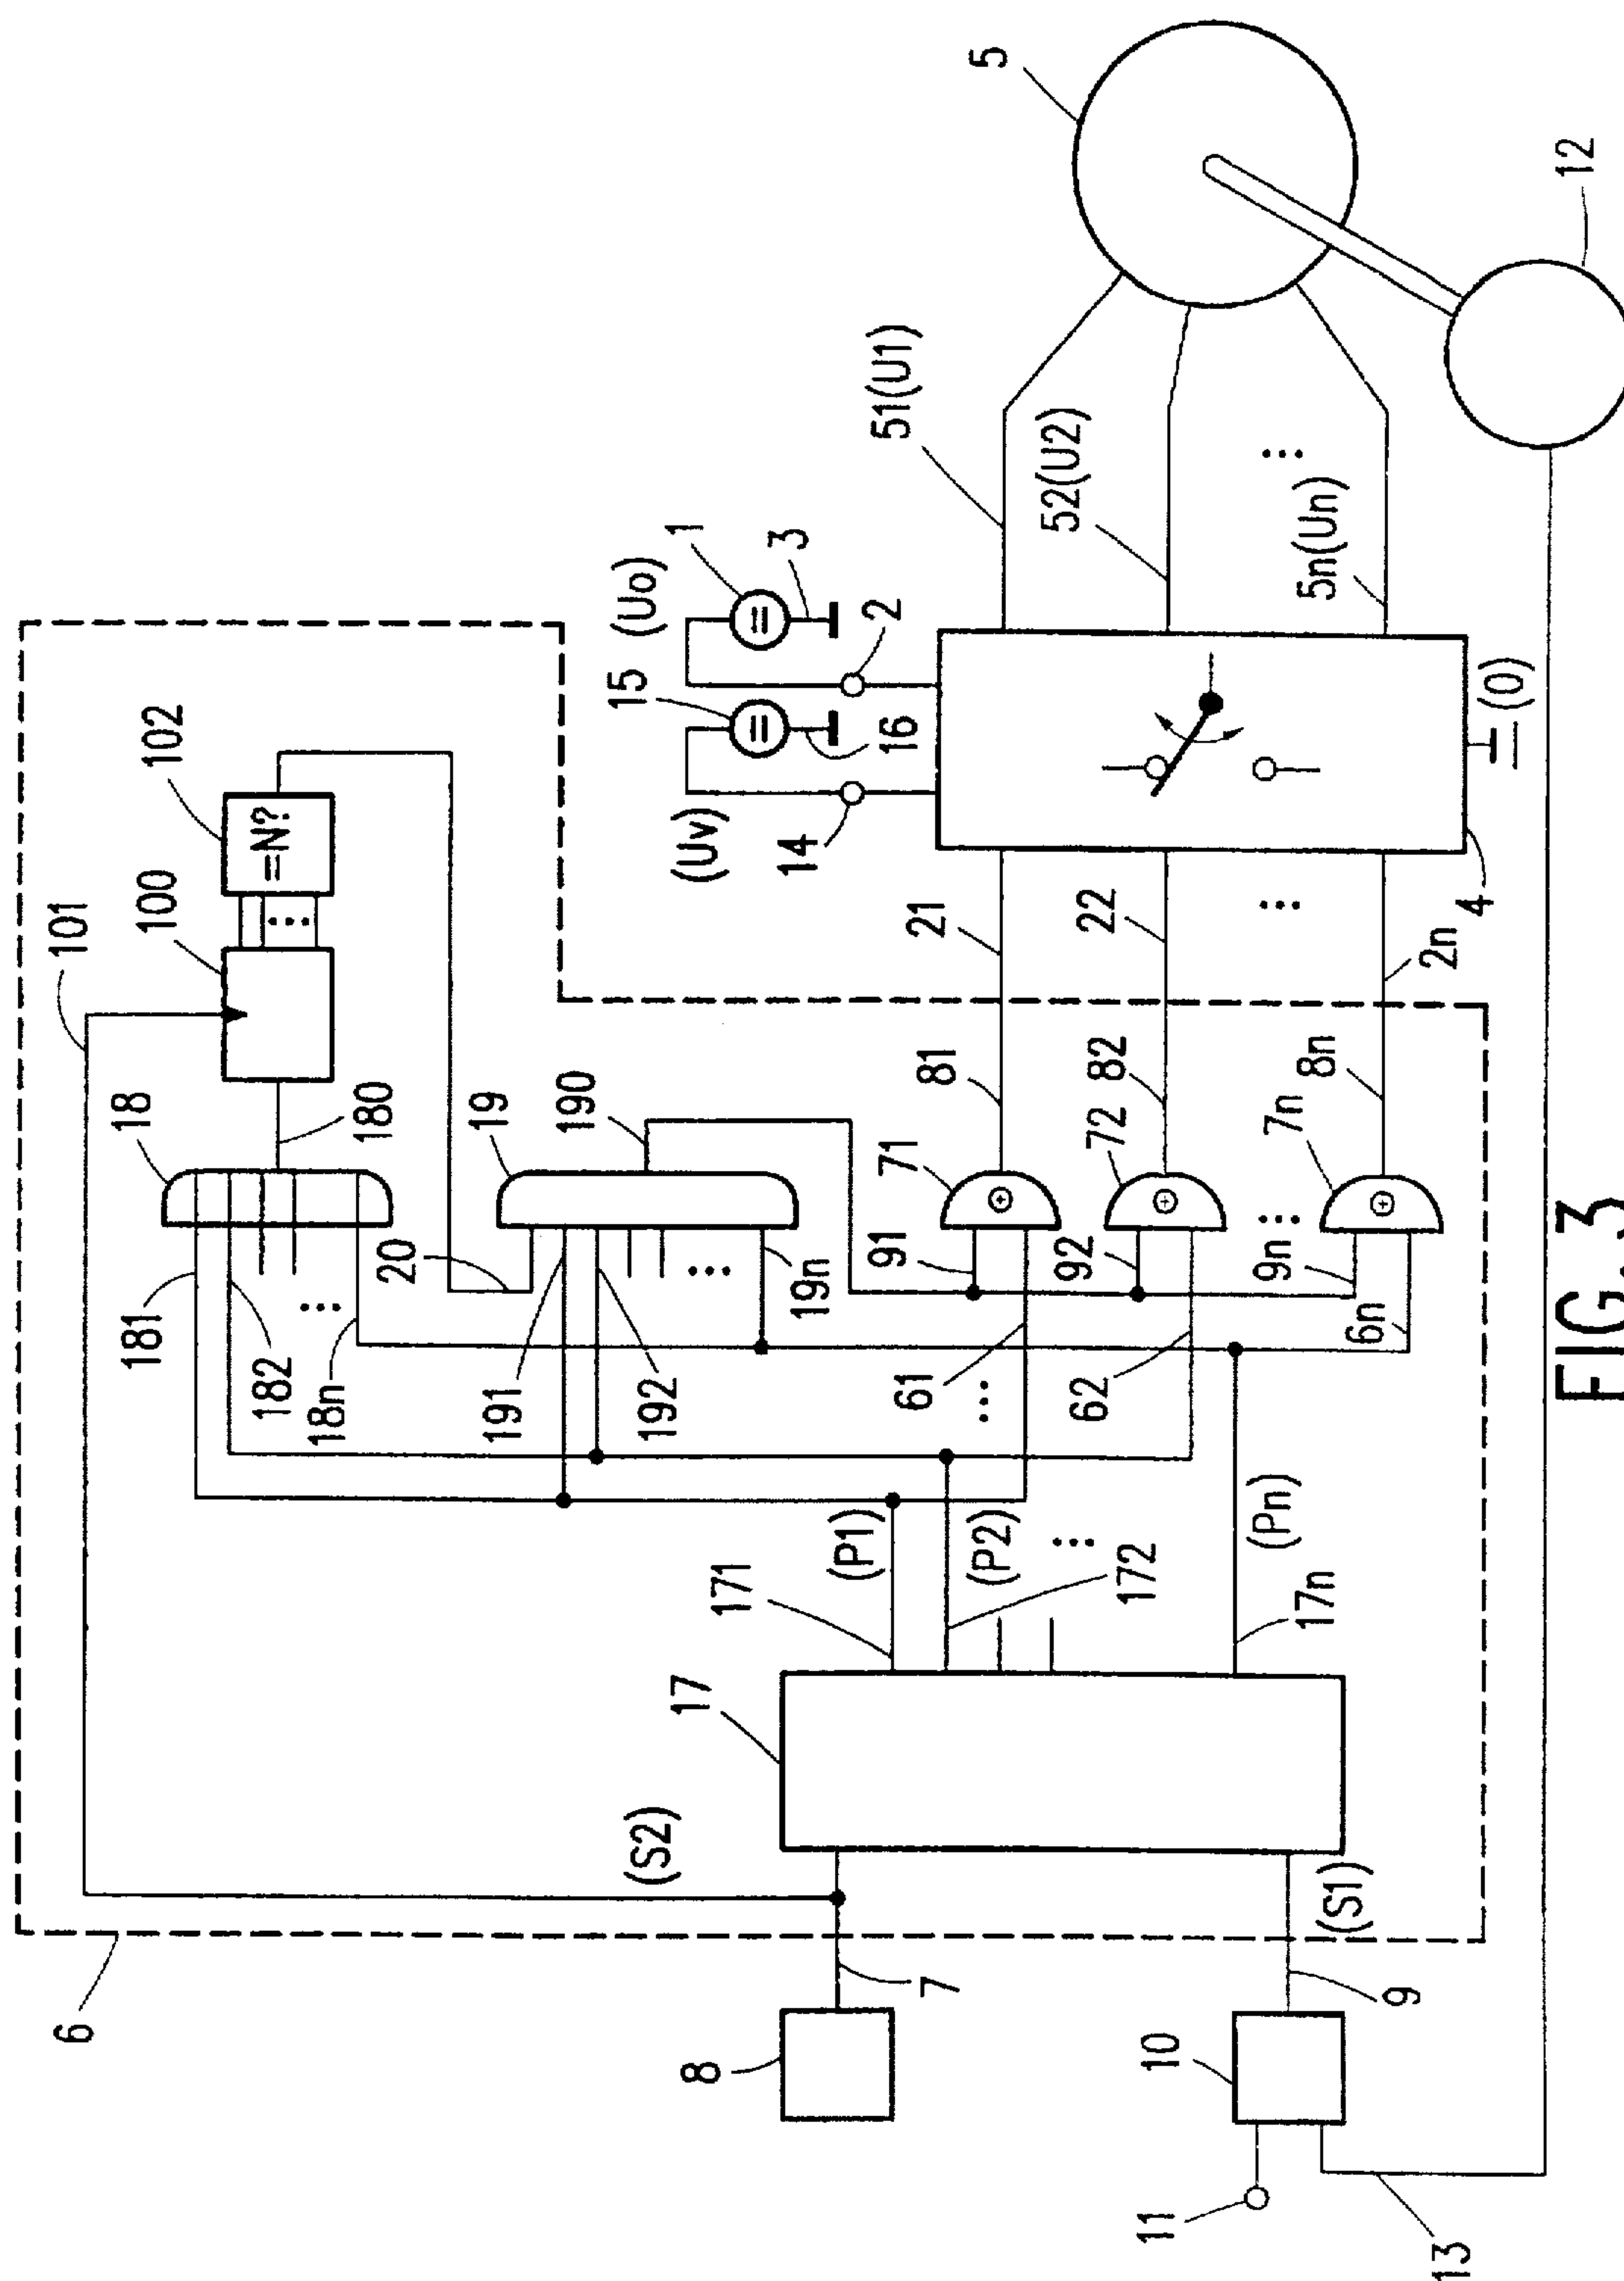 6
101
102
=N?
100
⋮
18
180
181
182
⋮
18n
20
19
190
191
192
⋮
19n
(Uo)
1
3
15
2
16
(Uv)
14
5
12
51(U1)
52(U2)
⋮
5n(Un)
(0)
4
21
22
⋮
2n
81
82
8n
71
72
7n
⋮
91
92
9n
61
62
6n
⋮
(P1)
(P2)
⋮
(Pn)
171
172
17n
17
(S2)
(S1)
7
8
9
10
11
13
FIG.3